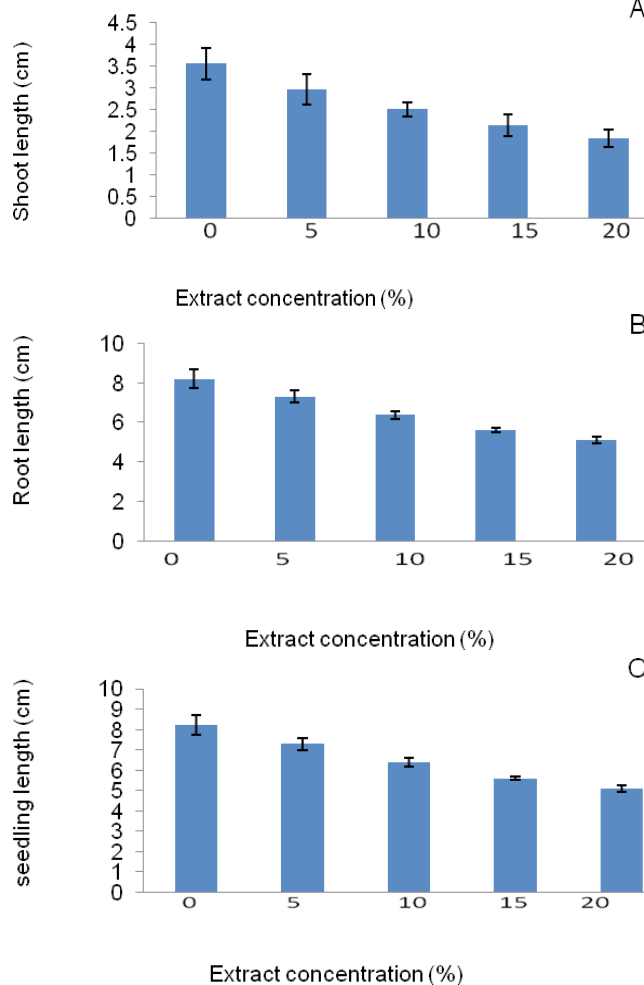 A
Shoot length (cm)
4.5
4
3.5
3
2.5
2
1.5
1
0.5
0
0 5 10 15 20
Extract concentration (%)
B
Root length (cm)
10
8
6
4
2
0
0 5 10 15 20
Extract concentration (%)
C
seedling length (cm)
10
9
8
7
6
5
4
3
2
1
0
0 5 10 15 20
Extract concentration (%)